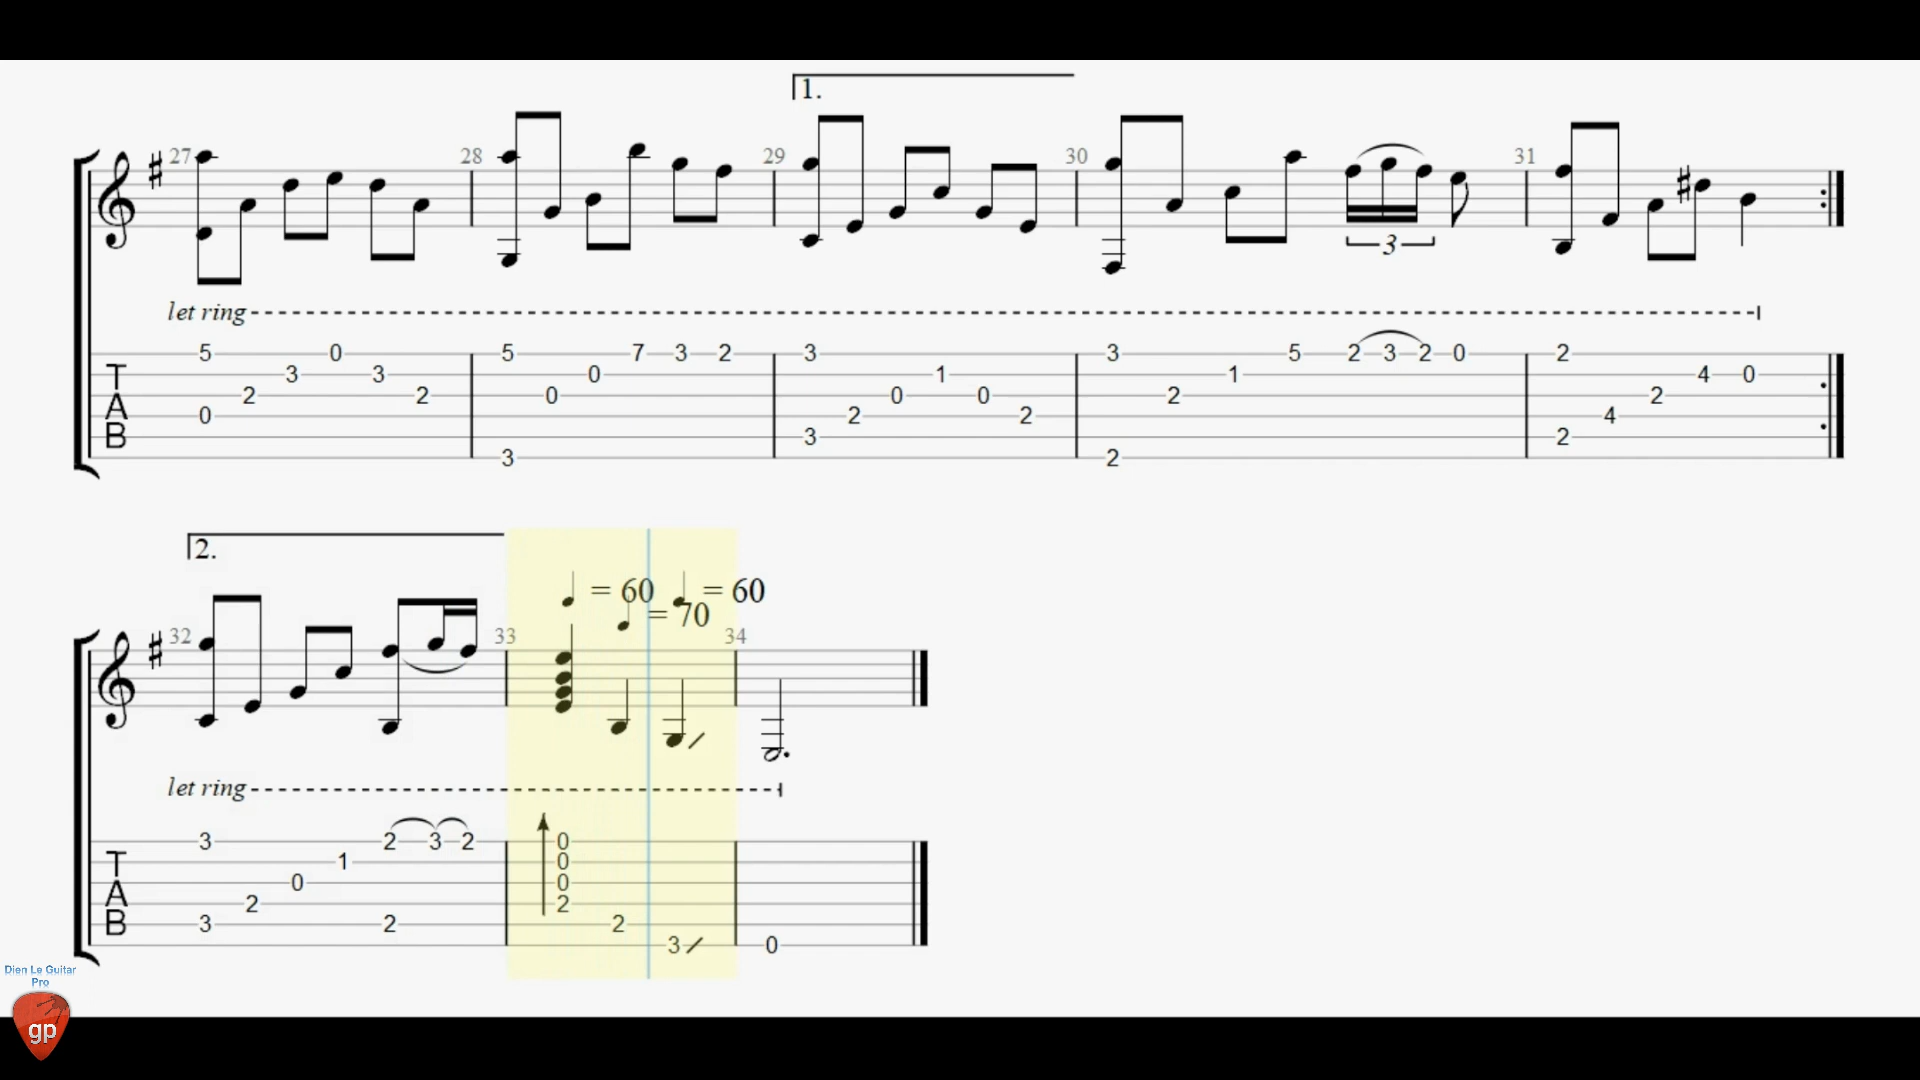 1.
27 28 29 30 31
3
let ring
5 0 5 7 3 2 3 3 5 2 3 2 0 2
T 3 3 0 1 1 4 0
A 2 2 0 0 0 2 2
0 2 2 4
B 3 2
3 2
2.
= 60 = 60
= 70
32 33 34
let ring
3 2 3 2 0
T 1 0
0 0
A 2 2
B 3 2 2
3 0
Dien Le Guitar
Pro
gp